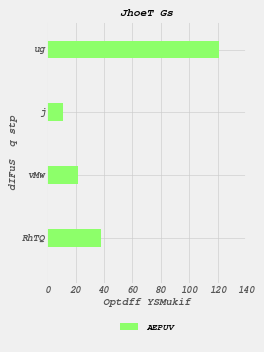 JhoeT Gs
ug
j
vMw
RhTQ
dIFuS q stp
0 20 40 60 80 100 120 140
Optdff YSMukif
AEPUV